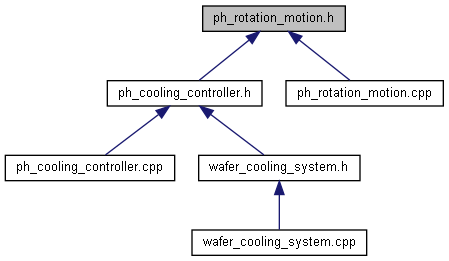 ph_rotation_motion.h
ph_cooling_controller.h
ph_rotation_motion.cpp
ph_cooling_controller.cpp
wafer_cooling_system.h
wafer_cooling_system.cpp